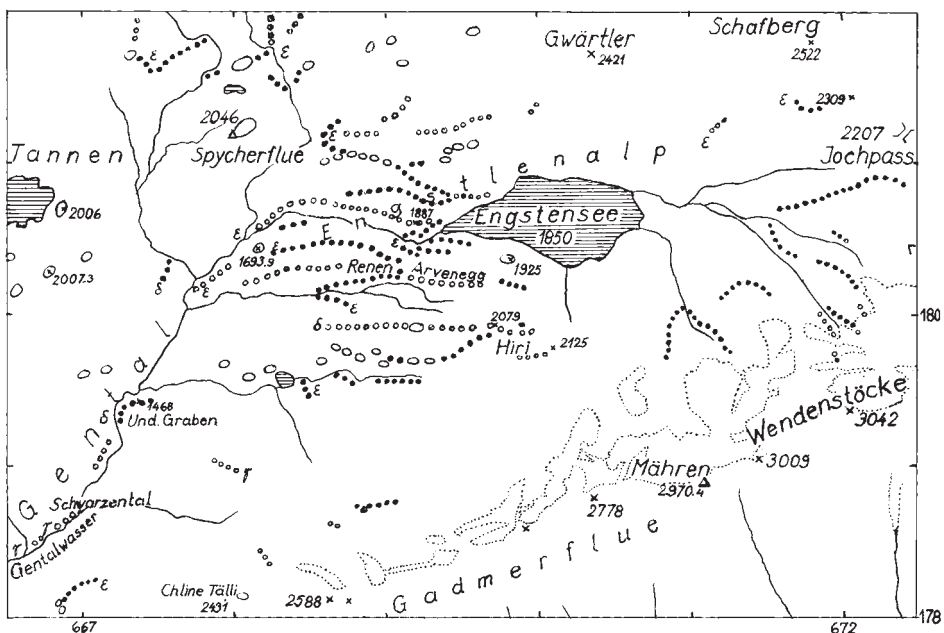 Schafberg
2522
Gwärtler
2421
ε
ε
ε
2309
2046
Spycherflue
ε
ε
2207
Jochpass
Tannen
Engstlenalp
2006
1887
Engstensee
1850
ε
1693.9
ε
Renen
Arvenegg
1925
2007.3
δ
ε
ε
2079
180
δ
Hiri
2125
ε
δ
1468
Und. Graben
Wendenstöcke
3042
Gental
r
Mähren
2970.4
3009
2778
Schwarzental
r
r
Gentalwasser
Gadmerflue
ε
Chline Tälli
2431
2588
667
672
178